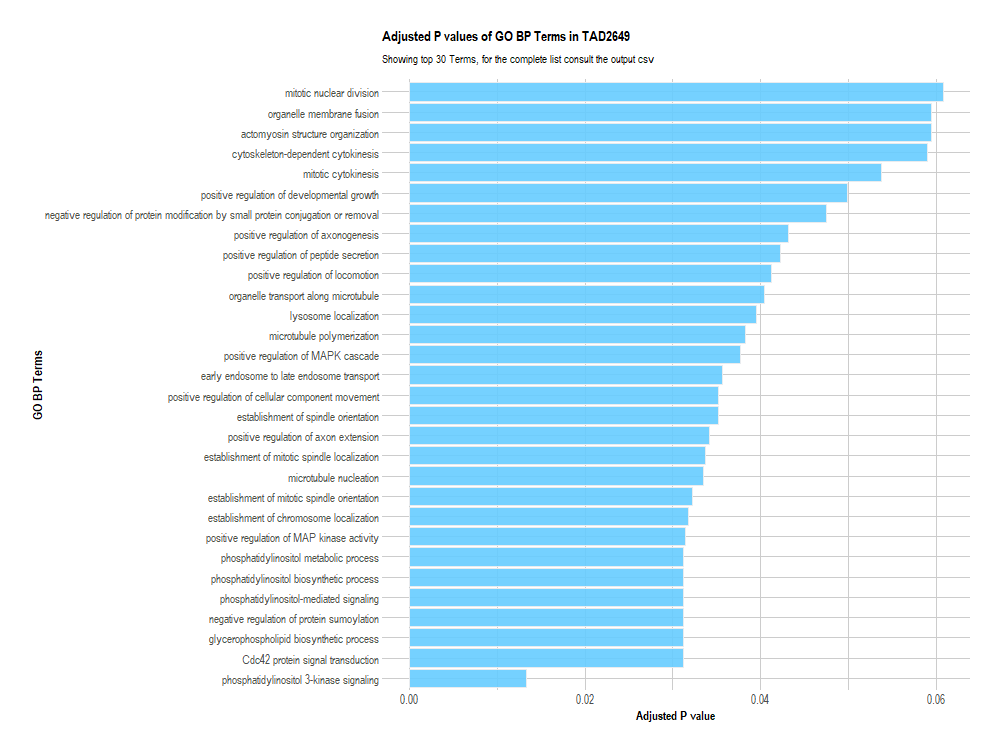 Adjusted P values of GO BP Terms in TAD2649
Showing top 30 Terms, for the complete list consult the output csv
mitotic nuclear division
organelle membrane fusion
actomyosin structure organization
cytoskeleton-dependent cytokinesis
mitotic cytokinesis
positive regulation of developmental growth
negative regulation of protein modification by small protein conjugation or removal
positive regulation of axonogenesis
positive regulation of peptide secretion
positive regulation of locomotion
organelle transport along microtubule
lysosome localization
microtubule polymerization
positive regulation of MAPK cascade
early endosome to late endosome transport
positive regulation of cellular component movement
establishment of spindle orientation
positive regulation of axon extension
establishment of mitotic spindle localization
microtubule nucleation
establishment of mitotic spindle orientation
establishment of chromosome localization
positive regulation of MAP kinase activity
phosphatidylinositol metabolic process
phosphatidylinositol biosynthetic process
phosphatidylinositol-mediated signaling
negative regulation of protein sumoylation
glycerophospholipid biosynthetic process
Cdc42 protein signal transduction
phosphatidylinositol 3-kinase signaling
GO BP Terms
0.00 0.02 0.04 0.06
Adjusted P value